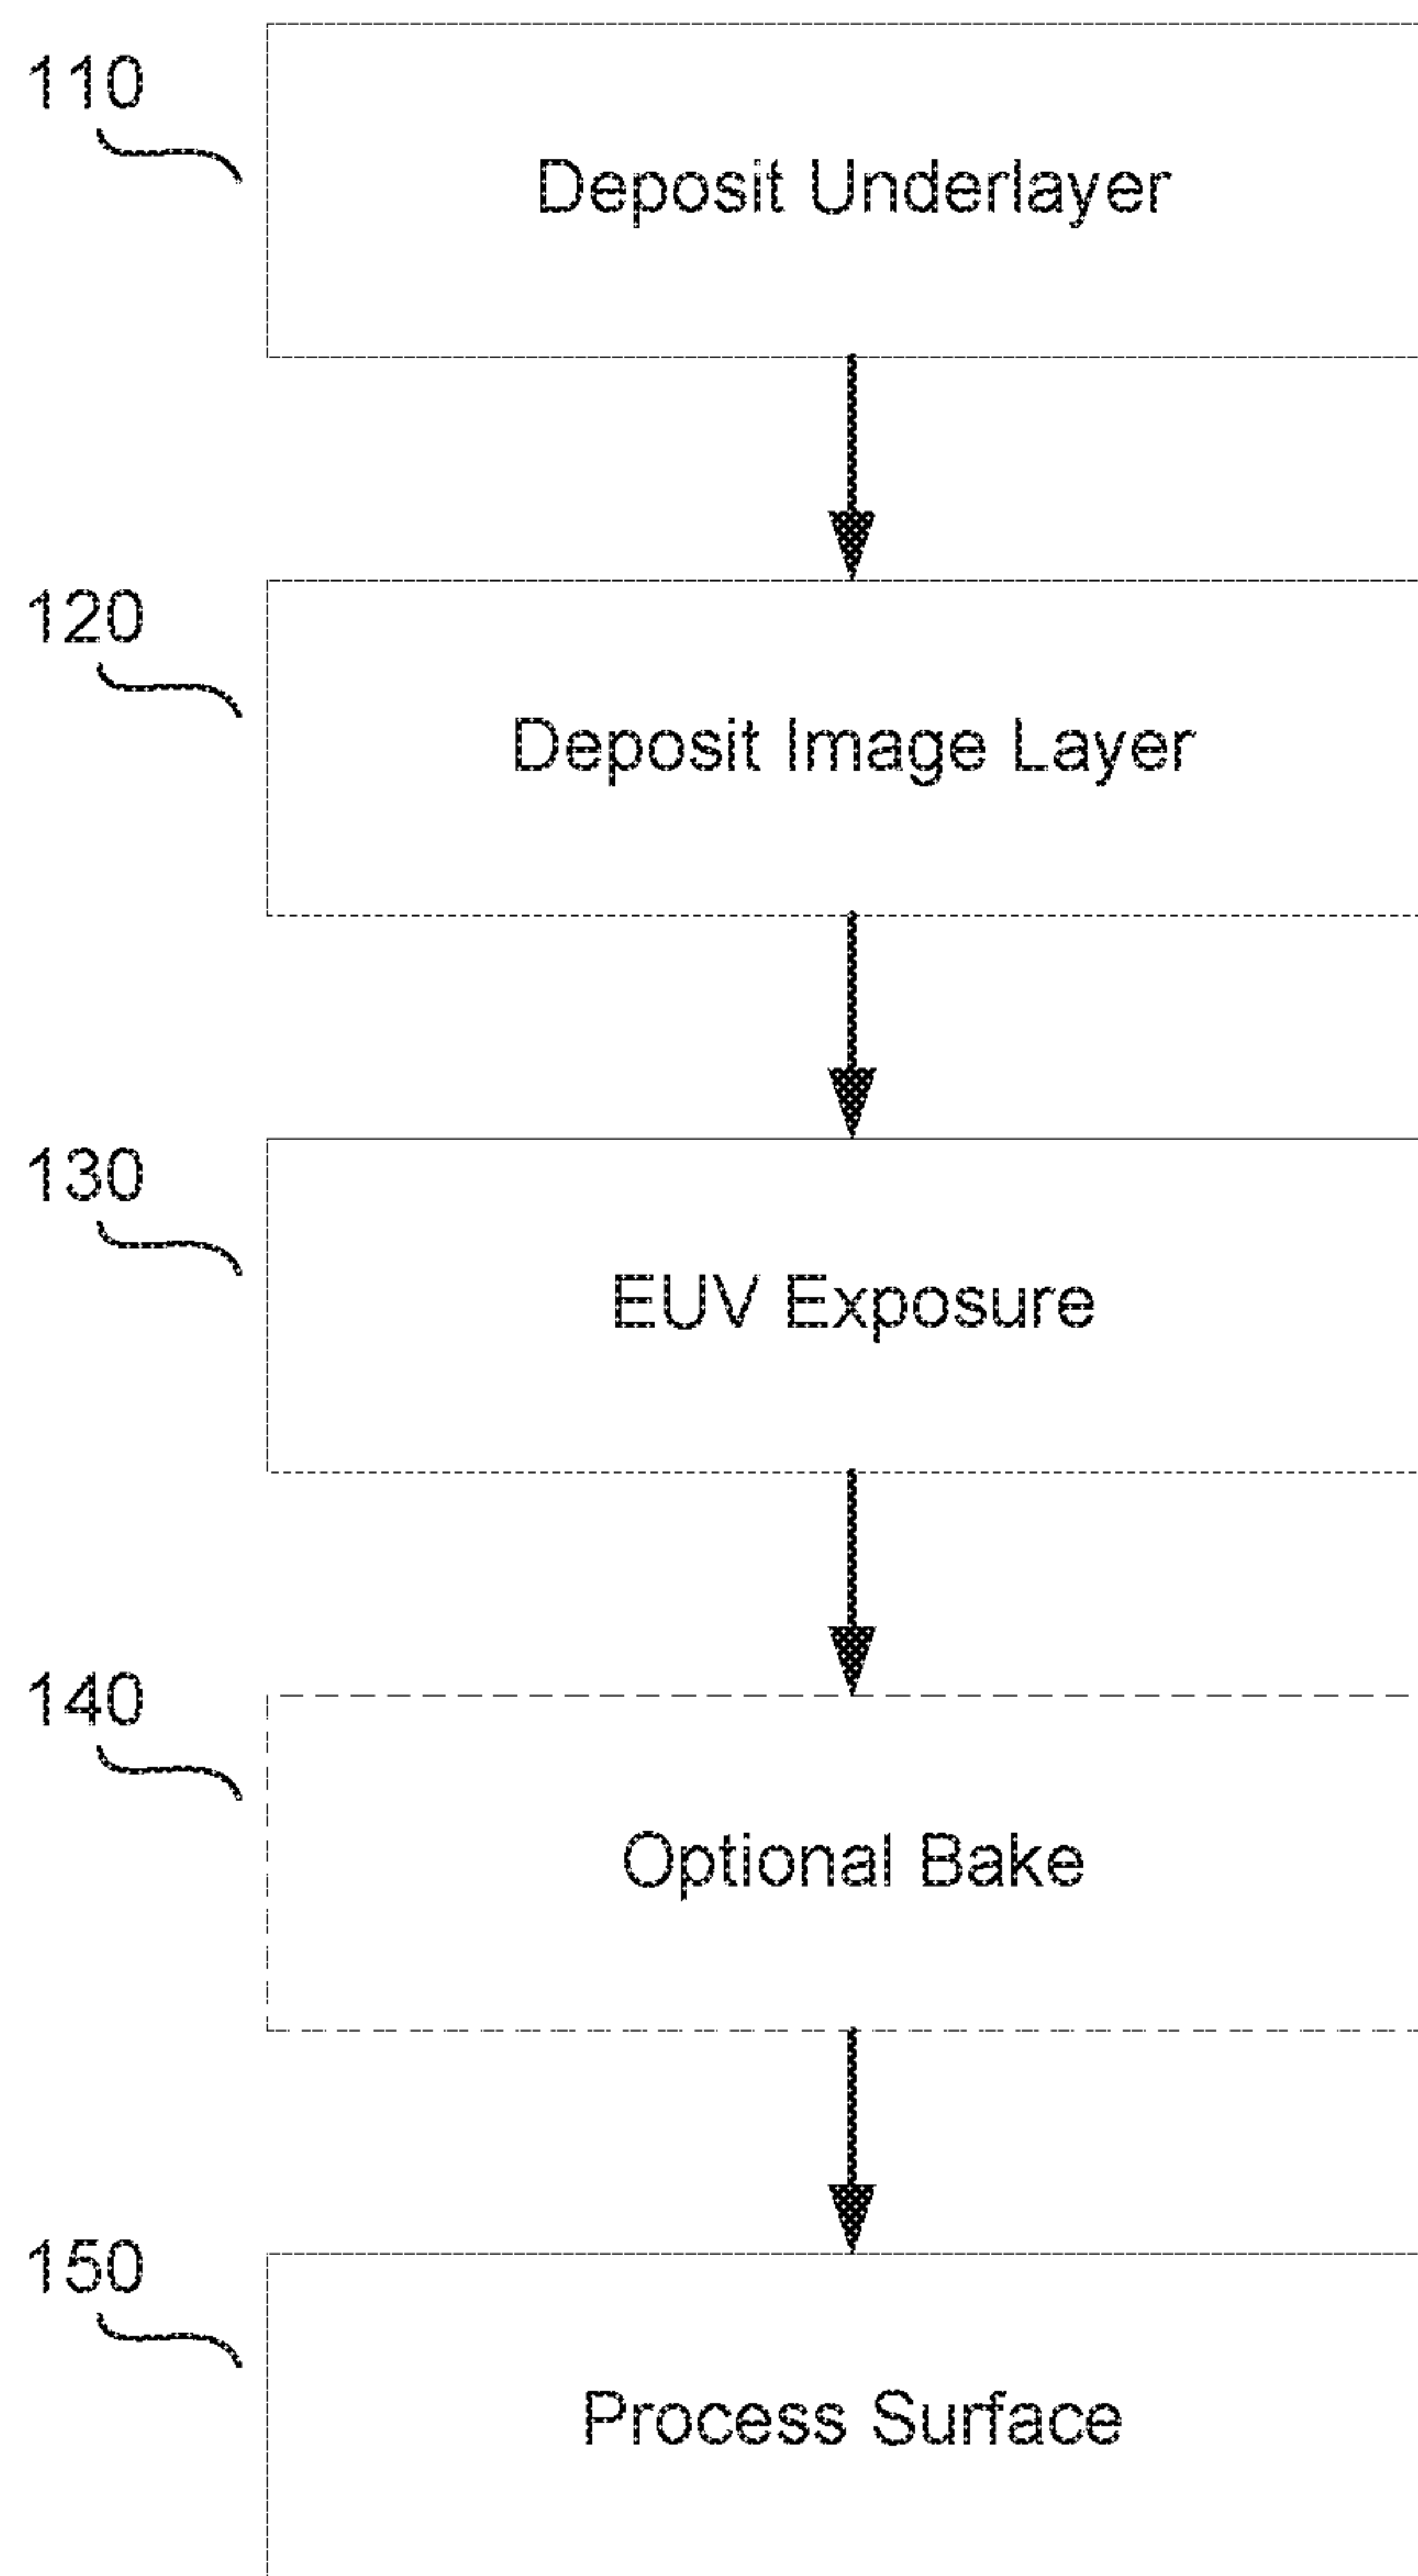 110
Deposit Underlayer
120
Deposit Image Layer
130
EUV Exposure
140
Optional Bake
150
Process Surface